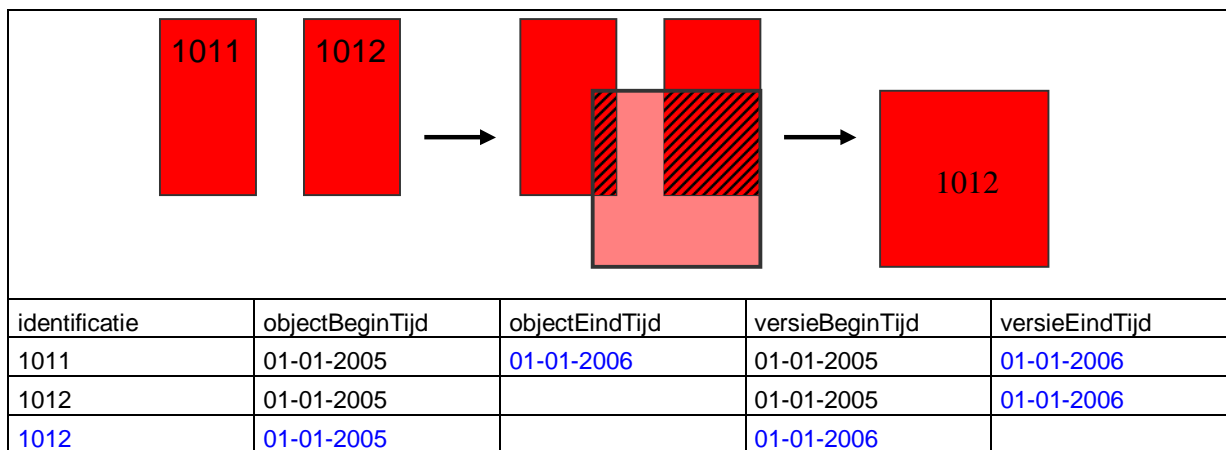 1011 1012
1012
identificatie objectBeginTijd objectEindTijd versieBeginTijd versieEindTijd
1011 01-01-2005 01-01-2006 01-01-2005 01-01-2006
1012 01-01-2005 01-01-2005 01-01-2006
1012 01-01-2005 01-01-2006